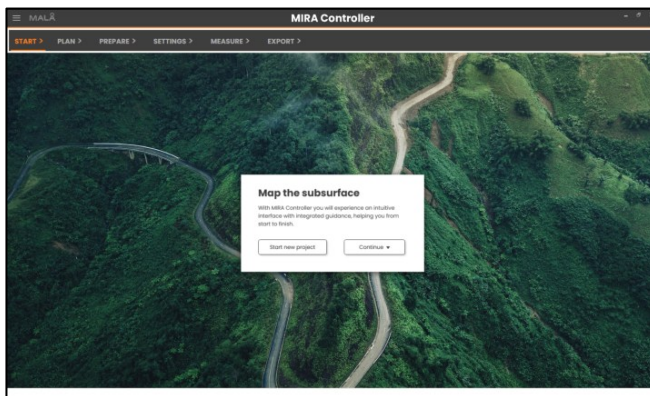 MALÅ
MIRA Controller
START > PLAN > PREPARE > SETTINGS > MEASURE > EXPORT >
Map the subsurface
With MIRA Controller you will experience an intuitive
interface with integrated guidance, helping you from
start to finish.
Start new project Continue